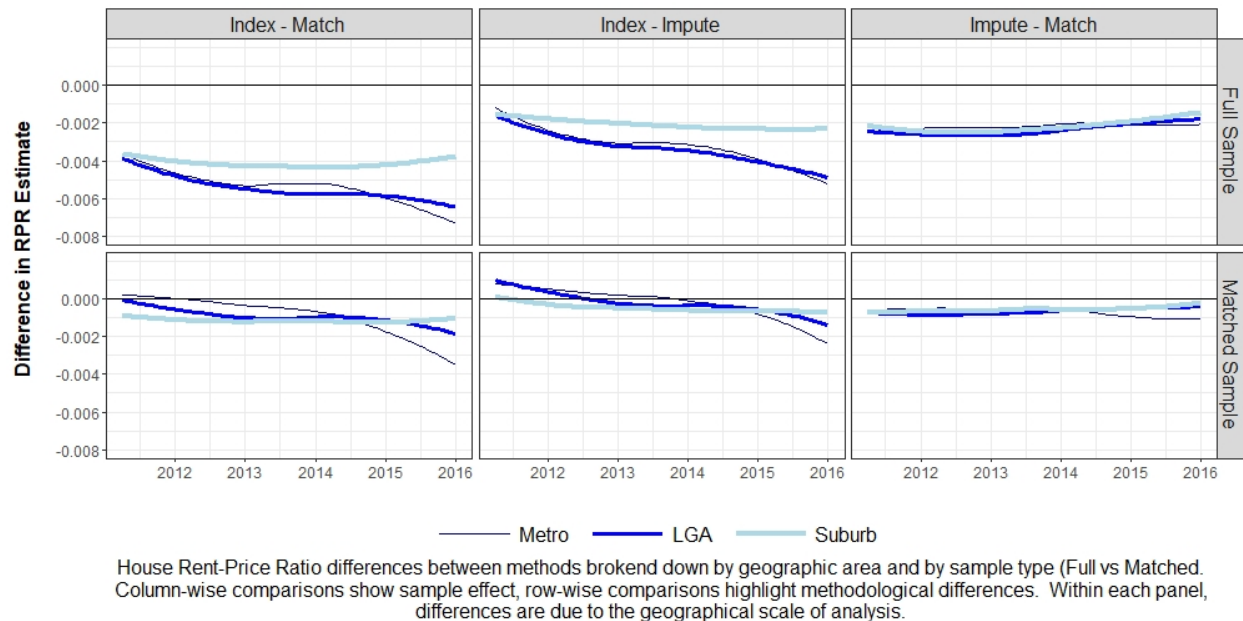 Index - Match
Index - Impute
Impute - Match
Difference in RPR Estimate
0.000
-0.002
-0.004
-0.006
-0.008
Full Sample
0.000
-0.002
-0.004
-0.006
-0.008
Matched Sample
2012 2013 2014 2015 2016
2012 2013 2014 2015 2016
2012 2013 2014 2015 2016
Metro LGA Suburb
House Rent-Price Ratio differences between methods brokend down by geographic area and by sample type (Full vs Matched.
Column-wise comparisons show sample effect, row-wise comparisons highlight methodological differences. Within each panel,
differences are due to the geographical scale of analysis.